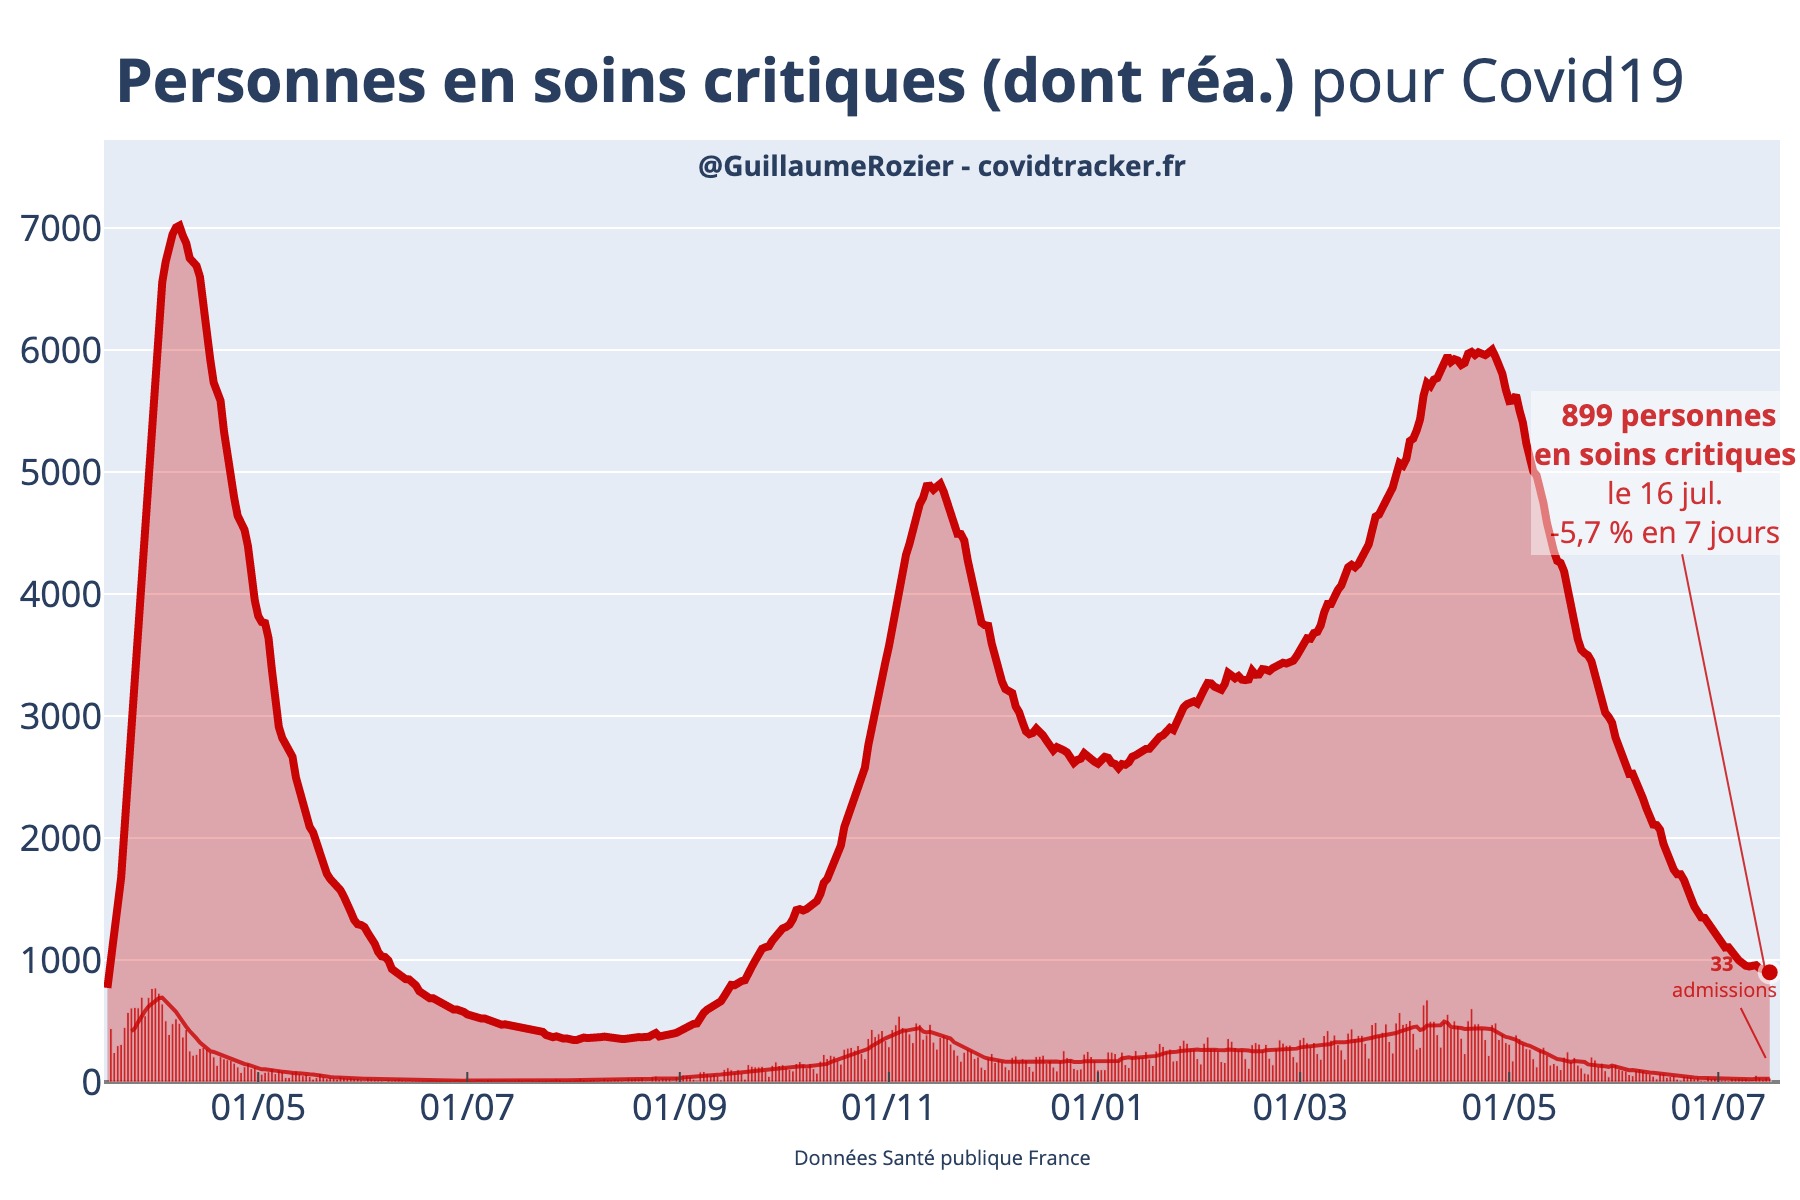 Personnes en soins critiques (dont réa.) pour Covid19
@GuillaumeRozier - covidtracker.fr
7000
6000
5000
4000
3000
2000
1000
0
899 personnes
en soins critiques
le 16 jul.
-5,7 % en 7 jours
33
admissions
01/05
01/07
01/09
01/11
01/01
01/03
01/05
01/07
Données Santé publique France